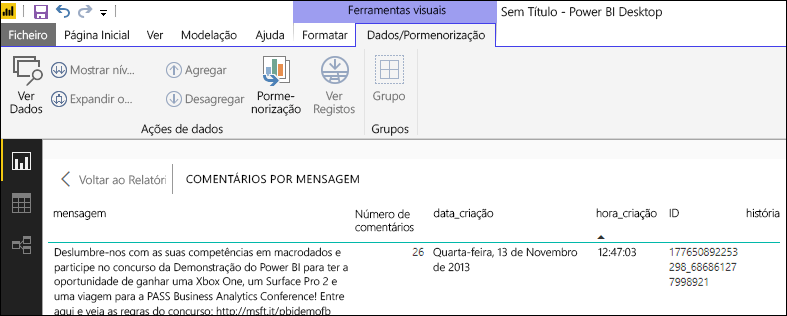 Ferramentas visuais
Sem Título - Power BI Desktop
Ficheiro Página Inicial Ver Modelação Ajuda Formatar Dados/Pormenorização
Ver Dados
Mostrar nív...
Expandir o...
Agregar
Desagregar
Porme-
norização
Ver
Registos
Grupo
Ações de dados
Grupos
Voltar ao Relatóri
COMENTÁRIOS POR MENSAGEM
mensagem
Número de
comentários
data_criação
hora_criação
ID
história
Deslumbre-nos com as suas competências em macrodados e
participe no concurso da Demonstração do Power BI para ter a
oportunidade de ganhar uma Xbox One, um Surface Pro 2 e
uma viagem para a PASS Business Analytics Conference! Entre
aqui e veja as regras do concurso: http://msft.it/pbidemofb
26
Quarta-feira, 13 de Novembro
de 2013
12:47:03
177650892253
298_68686127
7998921